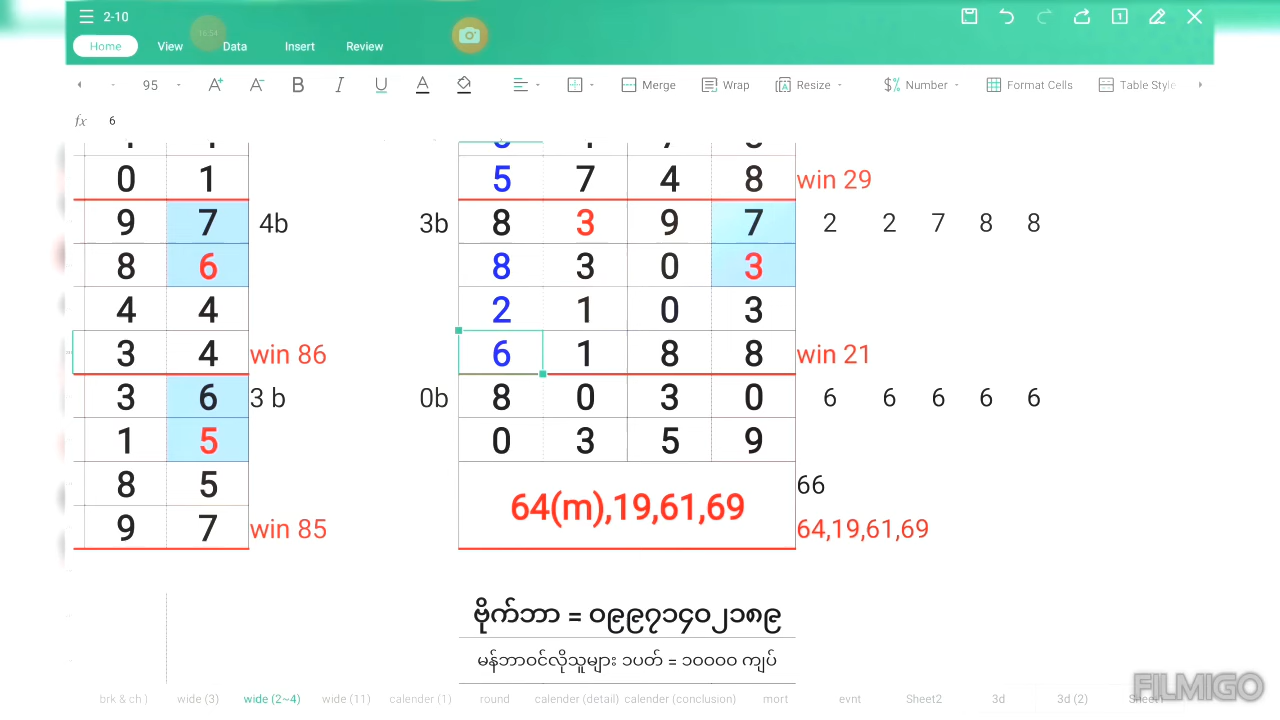 2-10
16:54
Home View Data Insert Review
95 A+ A- B I U A Merge Wrap Resize $% Number Format Cells Table Style
fx 6
0 1 5 7 4 8 win 29
9 7 4b 3b 8 3 9 7 2 2 7 8 8
8 6 8 3 0 3
4 4 2 1 0 3
3 4 win 86 6 1 8 8 win 21
3 6 3 b 0b 8 0 3 0 6 6 6 6 6
1 5 0 3 5 9
8 5 66
64(m),19,61,69
9 7 win 85 64,19,61,69
ဗိုက်ဘာ = ၀၉၉၇၁၄၀၂၁၈၉
မန်ဘာဝင်လိုသူများ ၁ပတ် = ၁၀၀၀၀ ကျပ်
brk & ch 1 wide (3) wide (2~4) wide (11) calender (1) round calender (detail) calender (conclusion) mort evnt Sheet2 3d 3d (2) Sheet1
FILMIGO